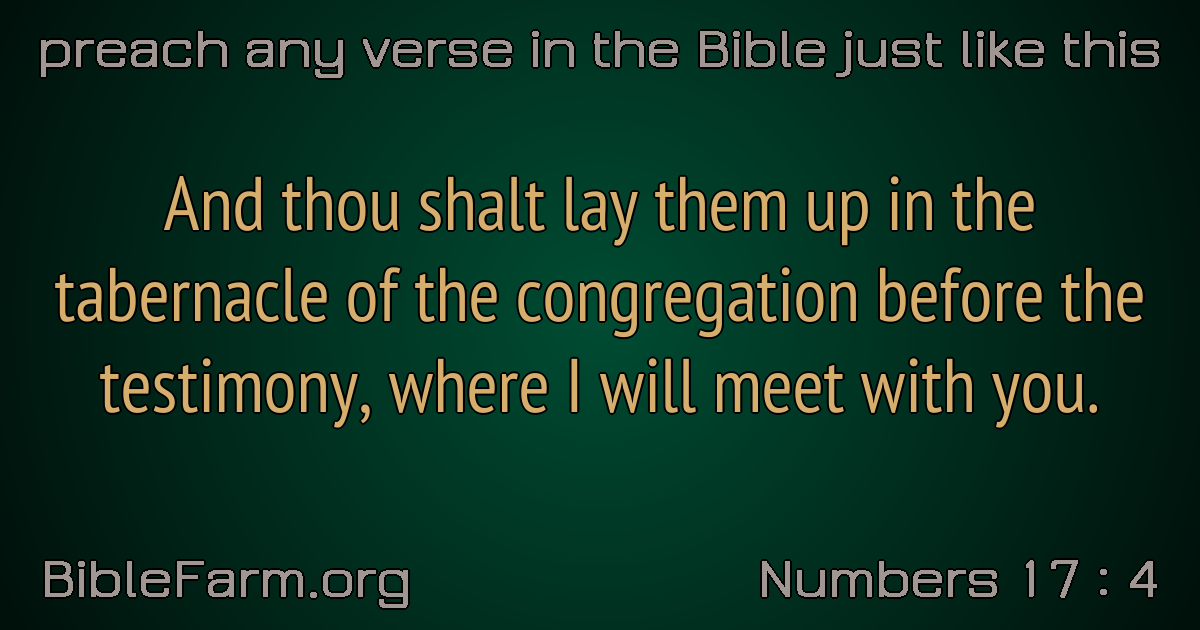 preach any verse in the Bible just like this
And thou shalt lay them up in the
tabernacle of the congregation before the
testimony, where I will meet with you.
BibleFarm.org
Numbers 17 : 4